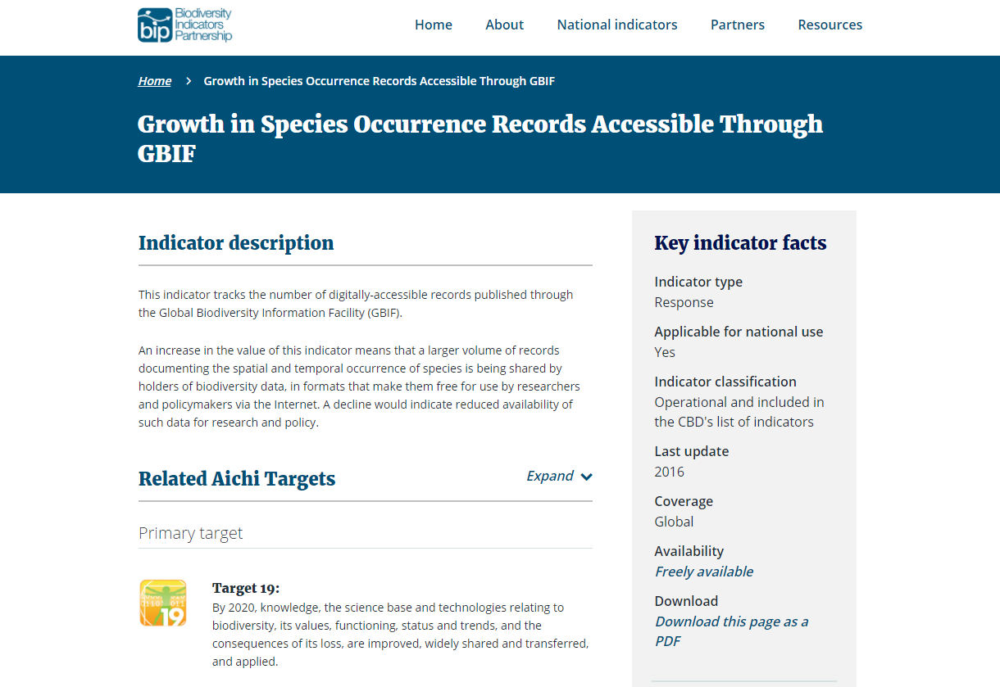 bip Biodiversity
Indicators
Partnership
Home About National indicators Partners Resources
Home > Growth in Species Occurrence Records Accessible Through GBIF
Growth in Species Occurrence Records Accessible Through
GBIF
Indicator description
This indicator tracks the number of digitally-accessible records published through
the Global Biodiversity Information Facility (GBIF).
An increase in the value of this indicator means that a larger volume of records
documenting the spatial and temporal occurrence of species is being shared by
holders of biodiversity data, in formats that make them free for use by researchers
and policymakers via the Internet. A decline would indicate reduced availability of
such data for research and policy.
Related Aichi Targets
Expand
Primary target
19
Target 19:
By 2020, knowledge, the science base and technologies relating to
biodiversity, its values, functioning, status and trends, and the
consequences of its loss, are improved, widely shared and transferred,
and applied.
Key indicator facts
Indicator type
Response
Applicable for national use
Yes
Indicator classification
Operational and included in
the CBD's list of indicators
Last update
2016
Coverage
Global
Availability
Freely available
Download
Download this page as a
PDF